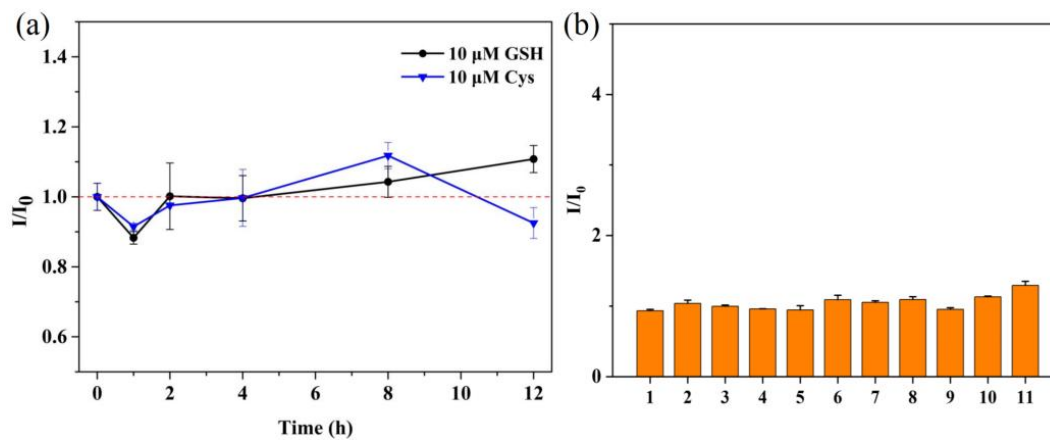 (a)
I/I0
1.4
1.2
1.0
0.8
0.6
10 μM GSH
10 μM Cys
0 2 4 6 8 10 12
Time (h)
(b)
I/I0
4
2
0
1 2 3 4 5 6 7 8 9 10 11